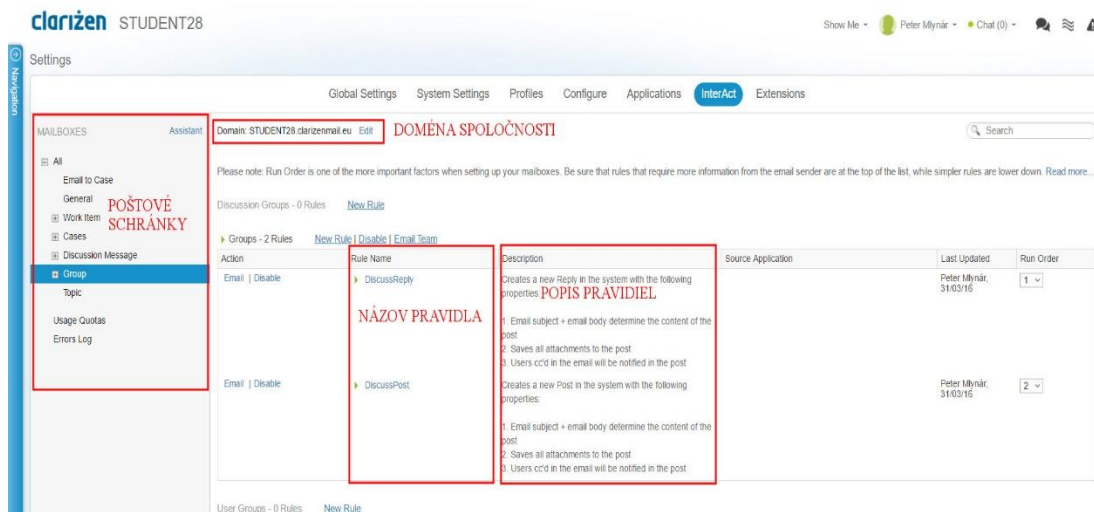 clarizen STUDENT28
Show Me Peter Mlynár Chat (0)
Navigation
Settings
Global Settings System Settings Profiles Configure Applications InterAct Extensions
MAILBOXES Assistant
All
Email to Case
General
Work Item
Cases
Discussion Message
Group
Topic
Usage Quotas
Errors Log
POŠTOVÉ
SCHRÁNKY
Domain: STUDENT28.clarizenmail.eu Edit
DOMÉNA SPOLOČNOSTI
Search
Please note: Run Order is one of the more important factors when setting up your mailboxes. Be sure that rules that require more information from the email sender are at the top of the list, while simpler rules are lower down. Read more...
Discussion Groups - 0 Rules New Rule
Groups - 2 Rules New Rule | Disable | Email Team
Action Rule Name Description Source Application Last Updated Run Order
Email | Disable
DiscussReply
NÁZOV PRAVIDLA
Creates a new Reply in the system with the following
properties:
POPIS PRAVIDIEL
1. Email subject + email body determine the content of the
post
2. Saves all attachments to the post
3. Users cc'd in the email will be notified in the post
Peter Mlynár,
31/03/16
1
Email | Disable
DiscussPost
Creates a new Post in the system with the following
properties:
1. Email subject + email body determine the content of the
post
2. Saves all attachments to the post
3. Users cc'd in the email will be notified in the post
Peter Mlynár,
31/03/16
2
User Groups - 0 Rules New Rule